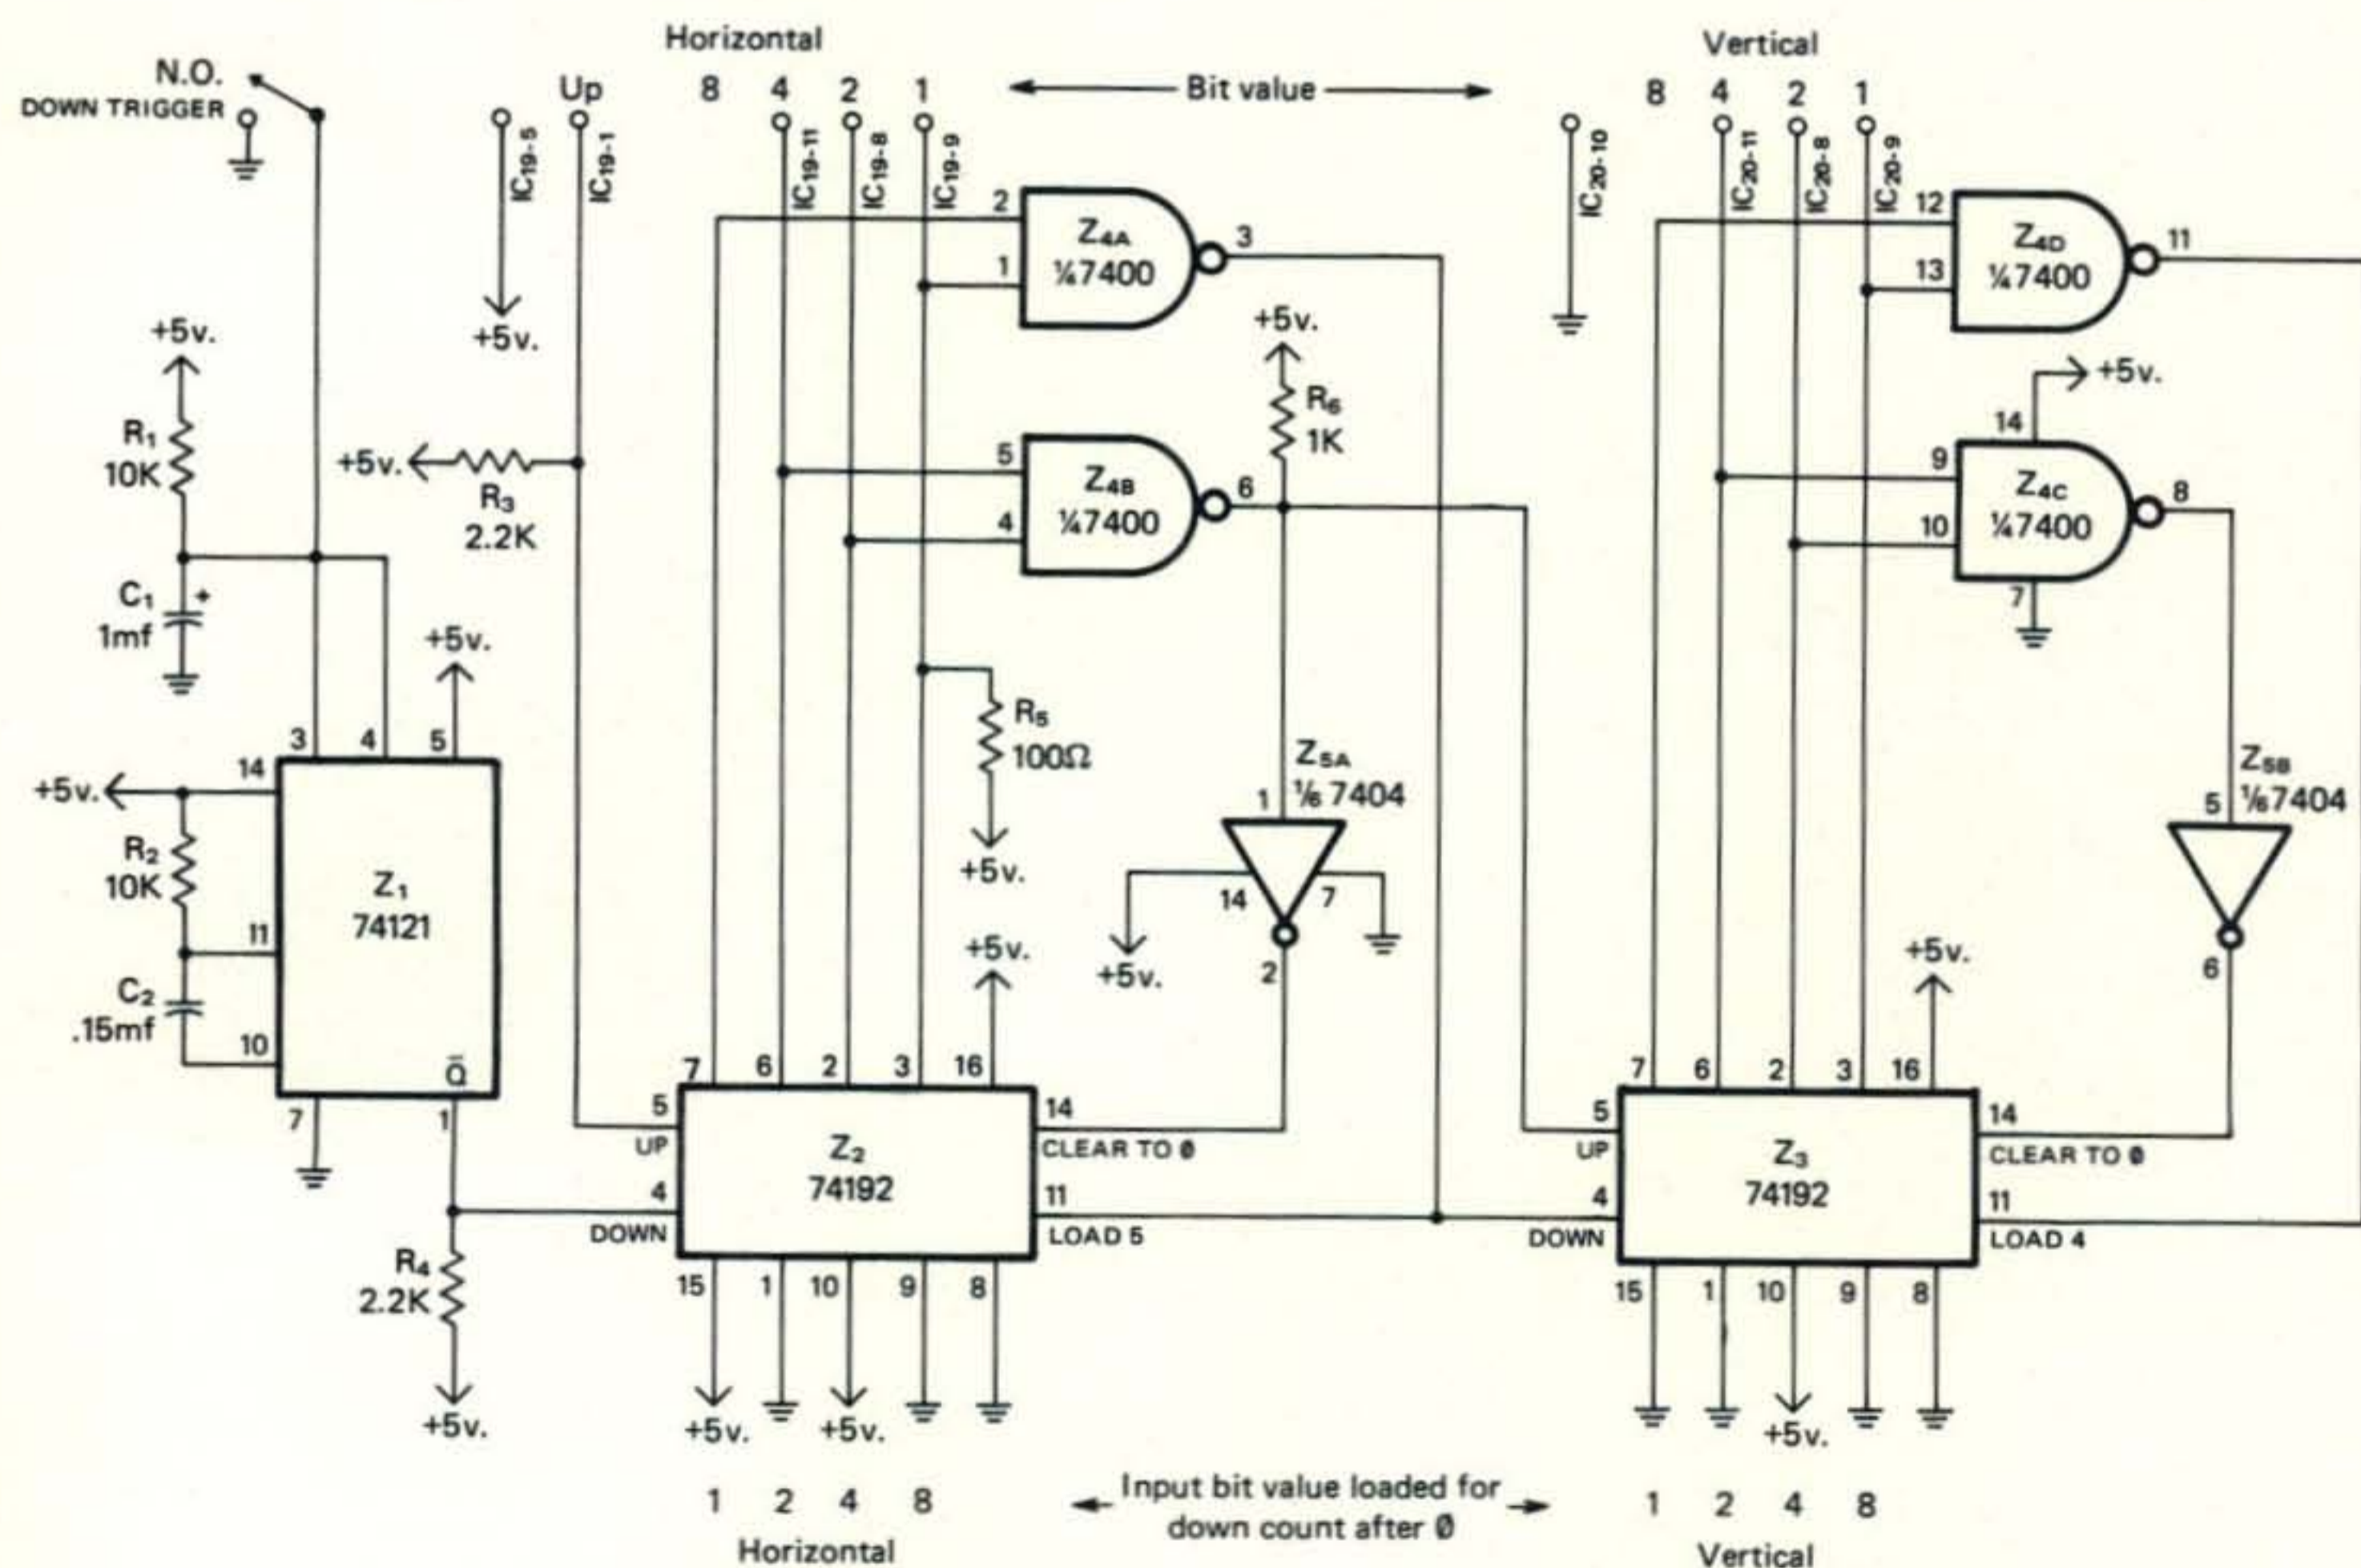 Horizontal
Vertical
N.O.
DOWN TRIGGER
Up
8 4 2 1
Bit value
8 4 2 1
IC19-5
IC19-1
IC19-11
IC19-8
IC19-9
IC20-10
IC20-11
IC20-8
IC20-9
2
1
Z4A
¼7400
3
12
13
Z4D
¼7400
11
+5v.
+5v.
+5v.
R1
10K
+5v.
R3
2.2K
5
4
Z4B
¼7400
6
R6
1K
+5v.
14
9
10
Z4C
¼7400
8
7
C1
+
1mf
+5v.
R5
100Ω
+5v.
3 4 5
14
+5v.
R2
10K
11
C2
.15mf
10
Z1
74121
Q̄
7
1
Z5A
1 ⅙ 7404
14
7
+5v.
2
Z5B
5 ⅙7404
6
+5v.
+5v.
7 6 2 3 16
5
UP
4
DOWN
Z2
74192
14
CLEAR TO 0
11
LOAD 5
15 1 10 9 8
7 6 2 3 16
5
UP
4
DOWN
Z3
74192
14
CLEAR TO 0
11
LOAD 4
15 1 10 9 8
R4
2.2K
+5v.
+5v.
+5v.
+5v.
1 2 4 8
Horizontal
Input bit value loaded for
down count after 0
1 2 4 8
Vertical